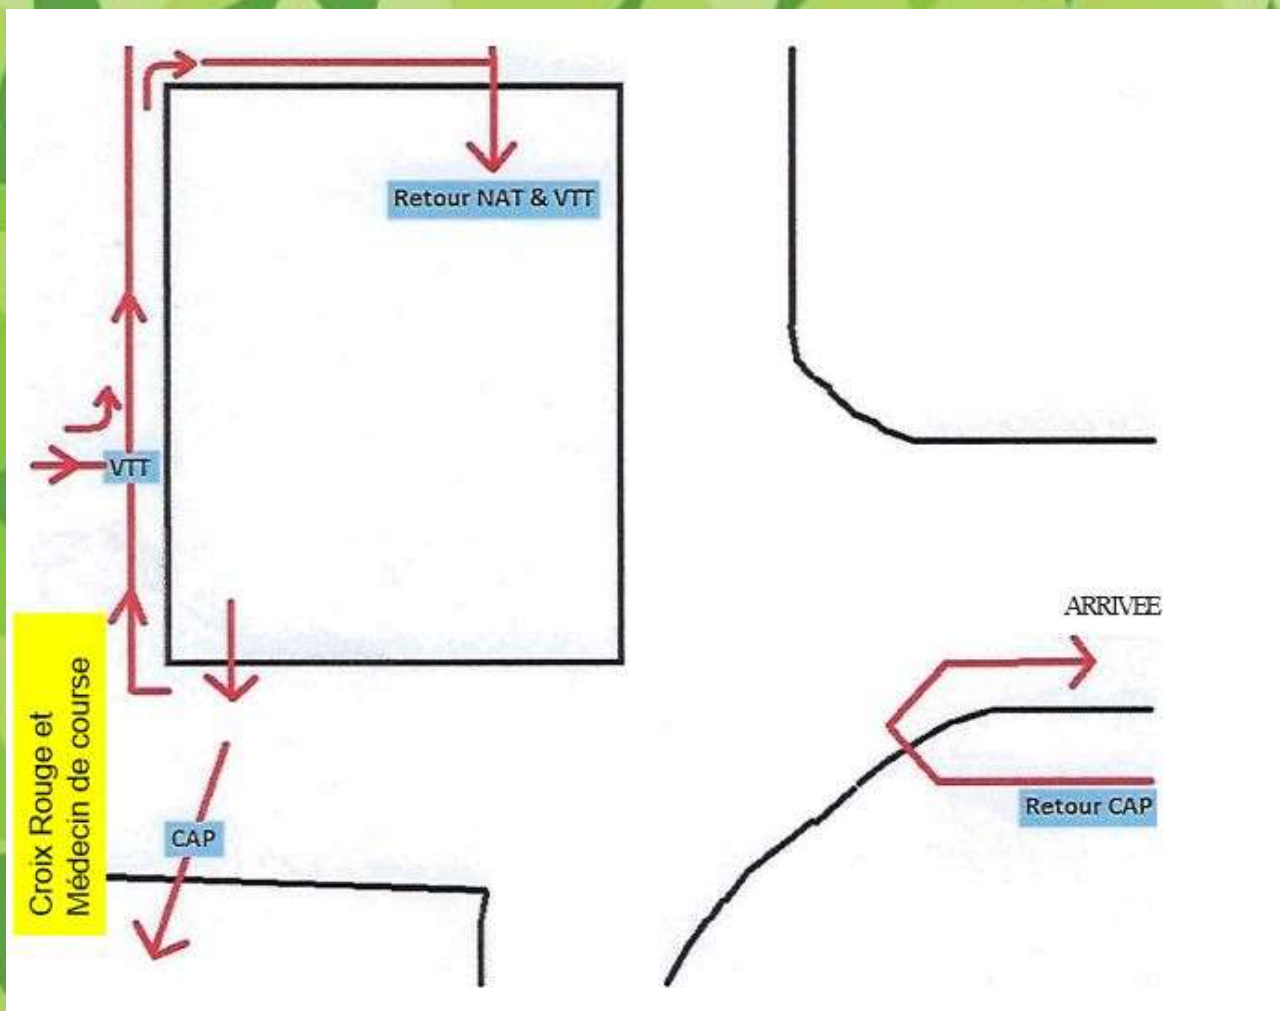 Retour NAT & VTT
VTT
ARRIVEE
Croix Rouge et
Médecin de course
CAP
Retour CAP